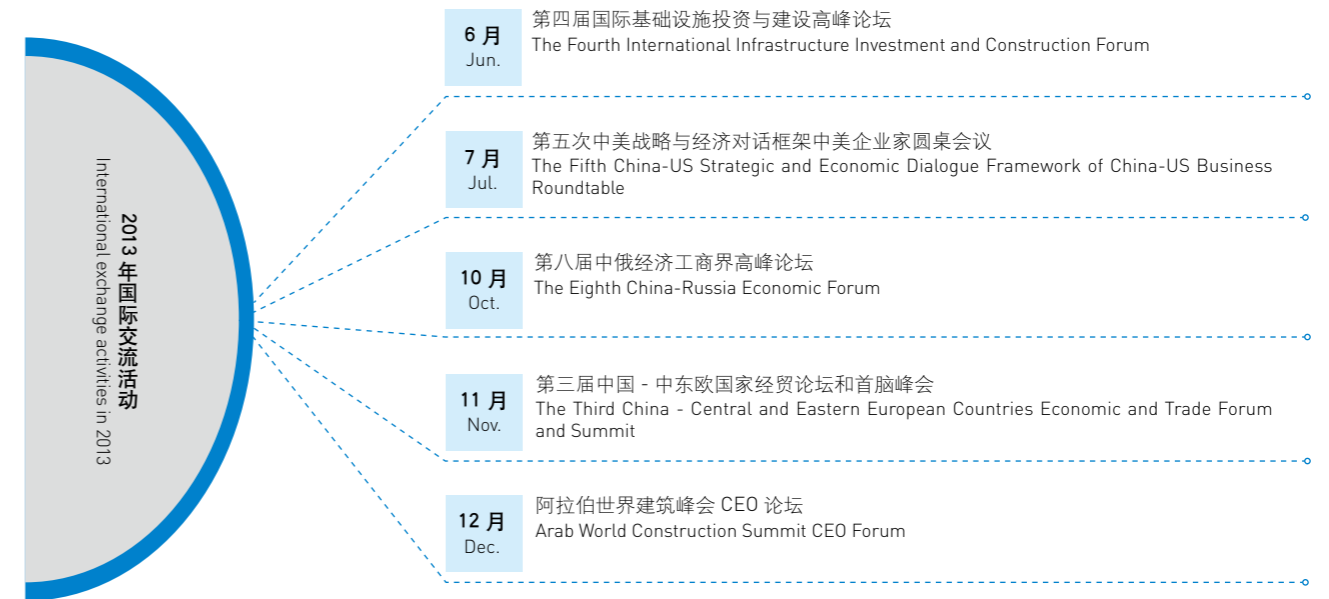 2013 年国际交流活动
International exchange activities in 2013
6 月
Jun.
第四届国际基础设施投资与建设高峰论坛
The Fourth International Infrastructure Investment and Construction Forum
7 月
Jul.
第五次中美战略与经济对话框架中美企业家圆桌会议
The Fifth China-US Strategic and Economic Dialogue Framework of China-US Business
Roundtable
10 月
Oct.
第八届中俄经济工商界高峰论坛
The Eighth China-Russia Economic Forum
11 月
Nov.
第三届中国 - 中东欧国家经贸论坛和首脑峰会
The Third China - Central and Eastern European Countries Economic and Trade Forum
and Summit
12 月
Dec.
阿拉伯世界建筑峰会 CEO 论坛
Arab World Construction Summit CEO Forum